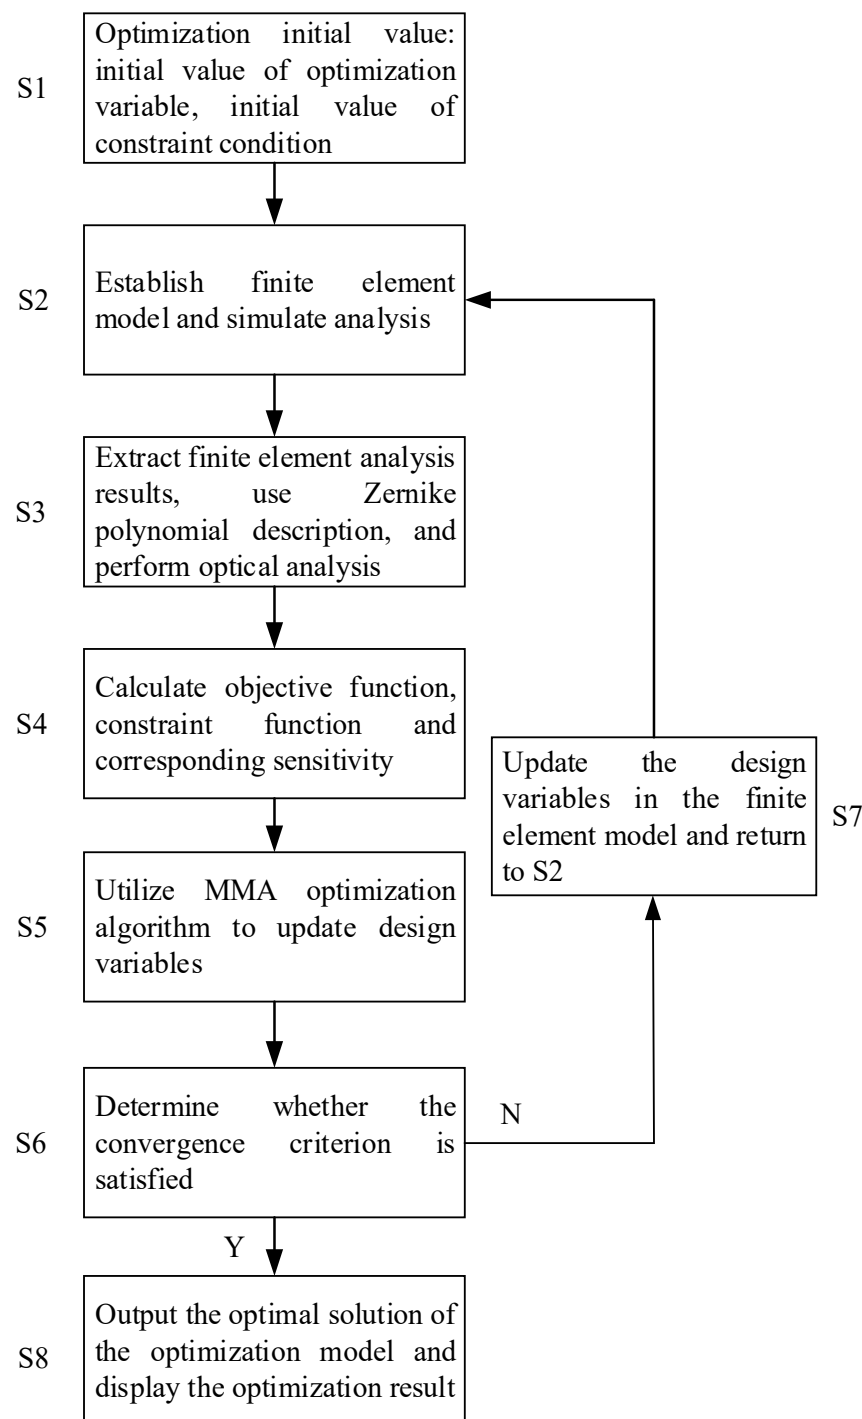 S1
Optimization initial value:
initial value of optimization
variable, initial value of
constraint condition
S2
Establish finite element
model and simulate analysis
S3
Extract finite element analysis
results, use Zernike
polynomial description, and
perform optical analysis
S4
Calculate objective function,
constraint function and
corresponding sensitivity
S5
Utilize MMA optimization
algorithm to update design
variables
S6
Determine whether the
convergence criterion is
satisfied
N
Update the design
variables in the finite
element model and return
to S2
S7
Y
S8
Output the optimal solution of
the optimization model and
display the optimization result